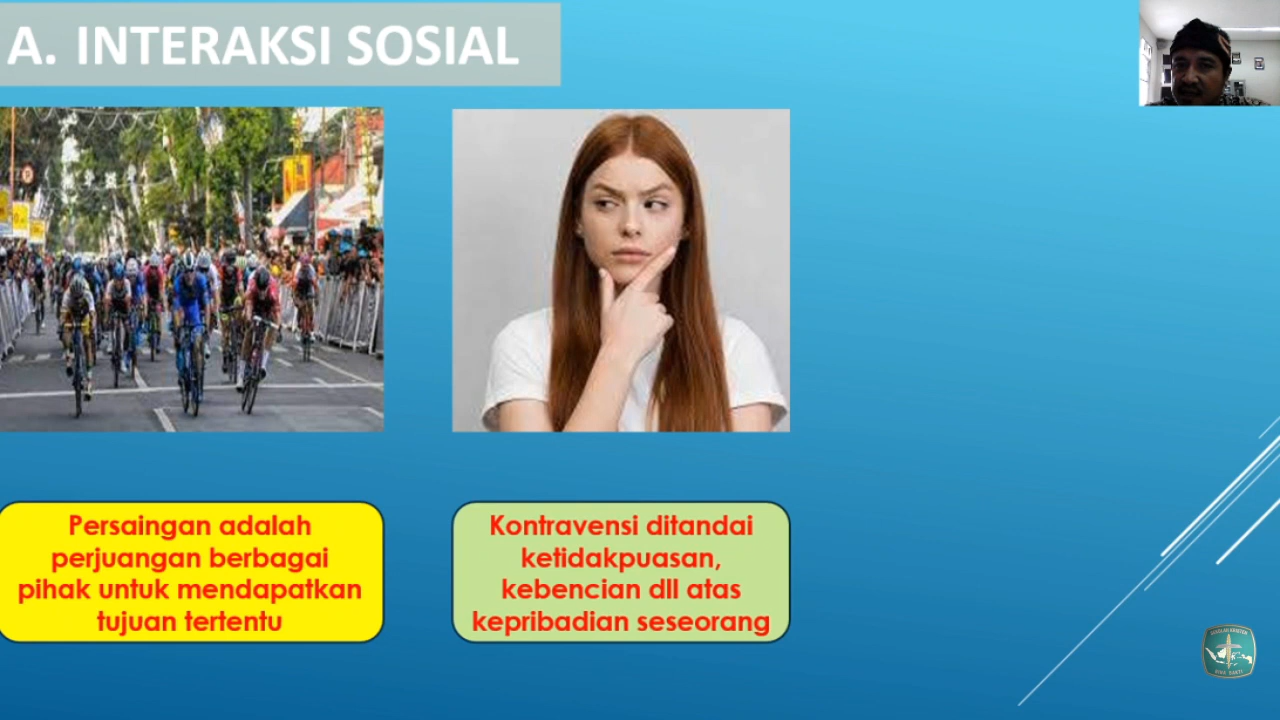 A. INTERAKSI SOSIAL
Persaingan adalah
perjuangan berbagai
pihak untuk mendapatkan
tujuan tertentu
Kontravensi ditandai
ketidakpuasan,
kebencian dll atas
kepribadian seseorang